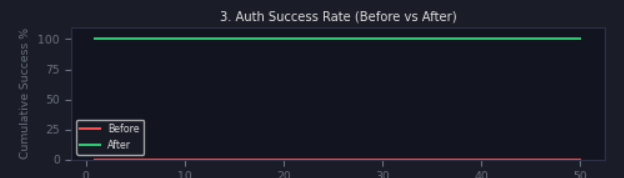 3. Auth Success Rate (Before vs After)
Cumulative Success %
100
75
50
25
0
Before
After
0 10 20 30 40 50